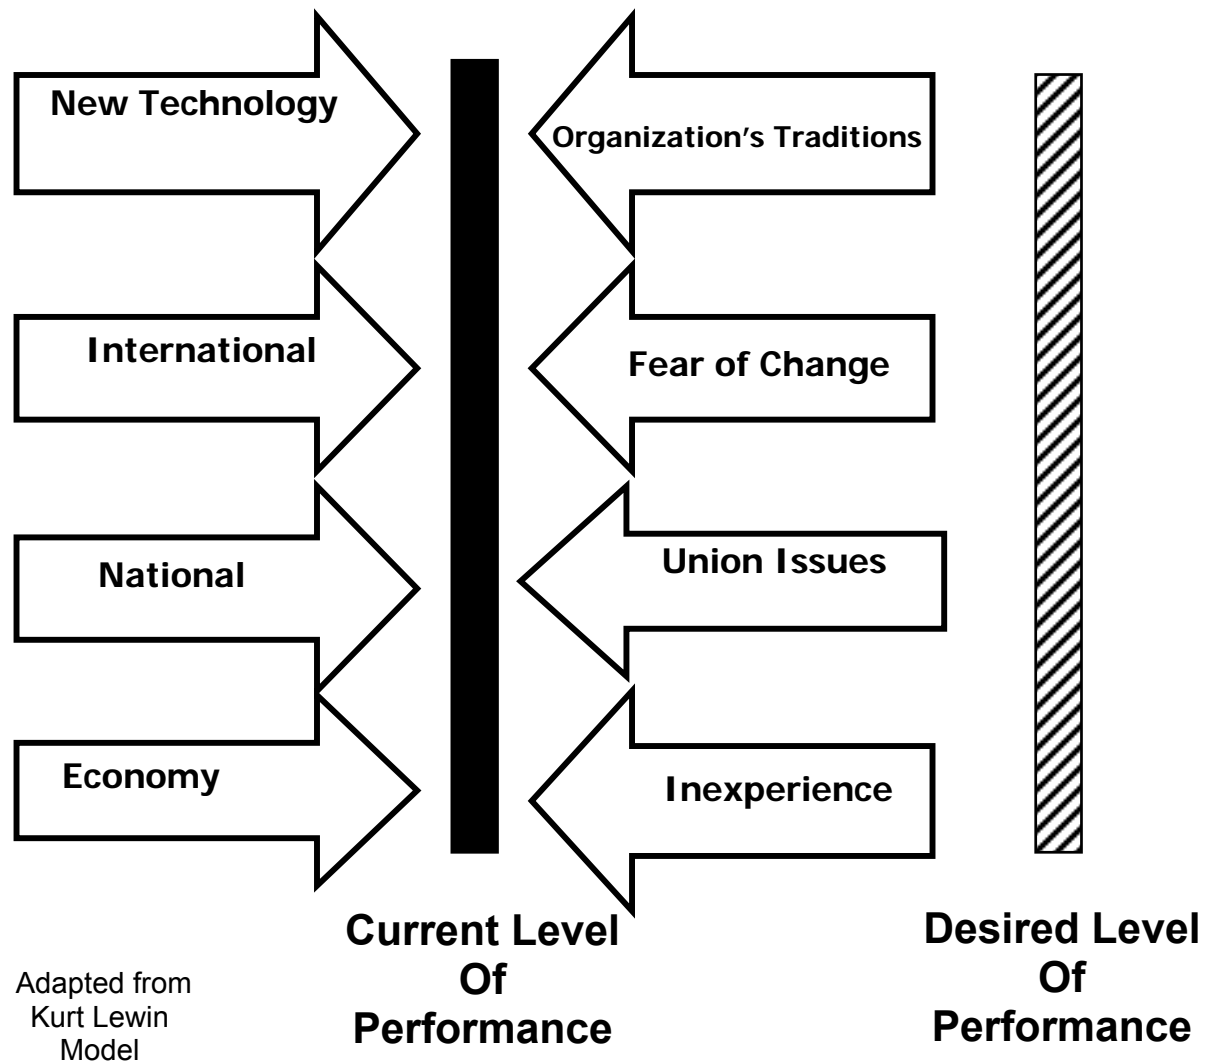 New Technology
Organization's Traditions
International
Fear of Change
National
Union Issues
Economy
Inexperience
Current Level
Of
Performance
Desired Level
Of
Performance
Adapted from
Kurt Lewin
Model